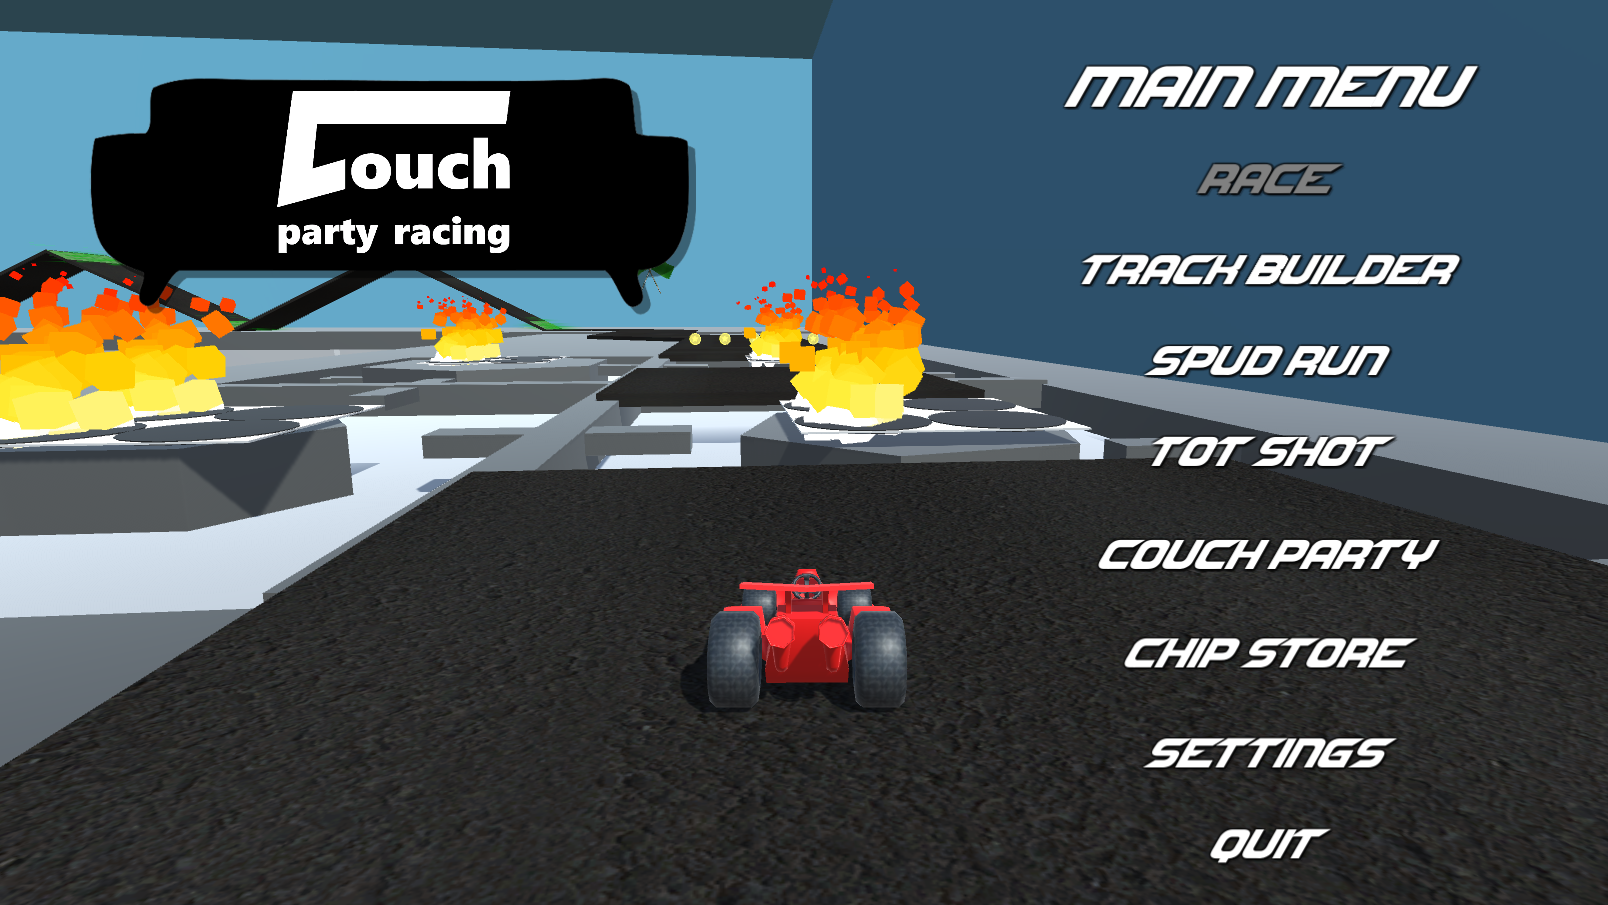 Couch
party racing
MAIN MENU
RACE
TRACK BUILDER
SPUD RUN
TOT SHOT
COUCH PARTY
CHIP STORE
SETTINGS
QUIT